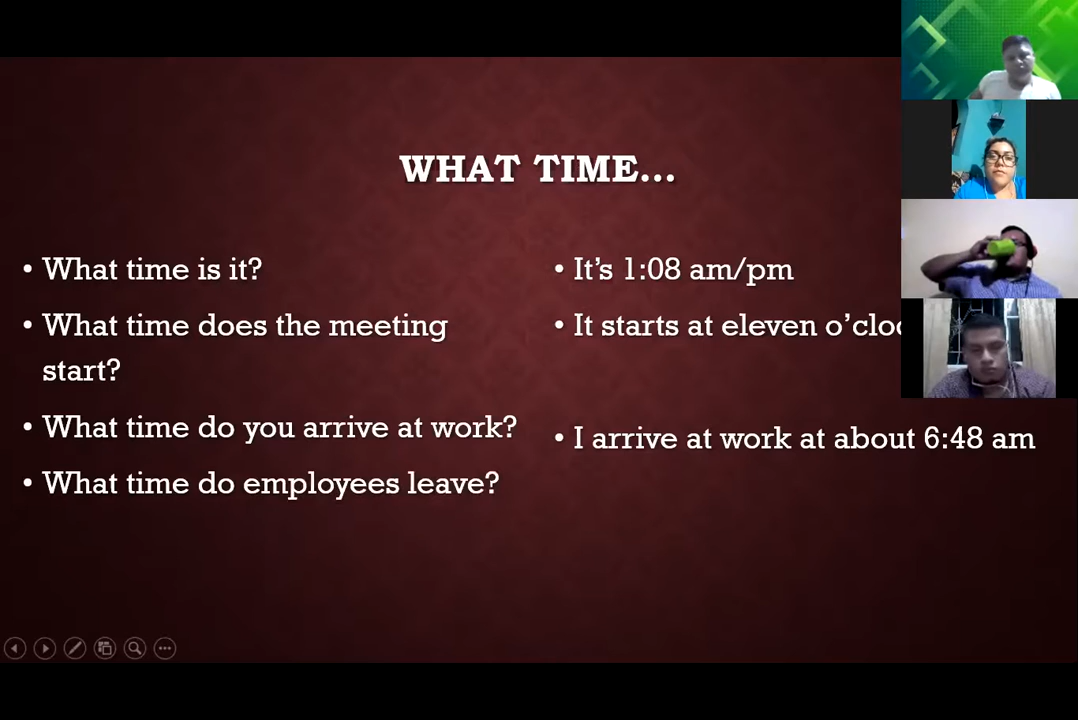 WHAT TIME...
• What time is it?
• What time does the meeting
start?
• What time do you arrive at work?
• What time do employees leave?
• It’s 1:08 am/pm
• It starts at eleven
• I arrive at work at about 6:48 am